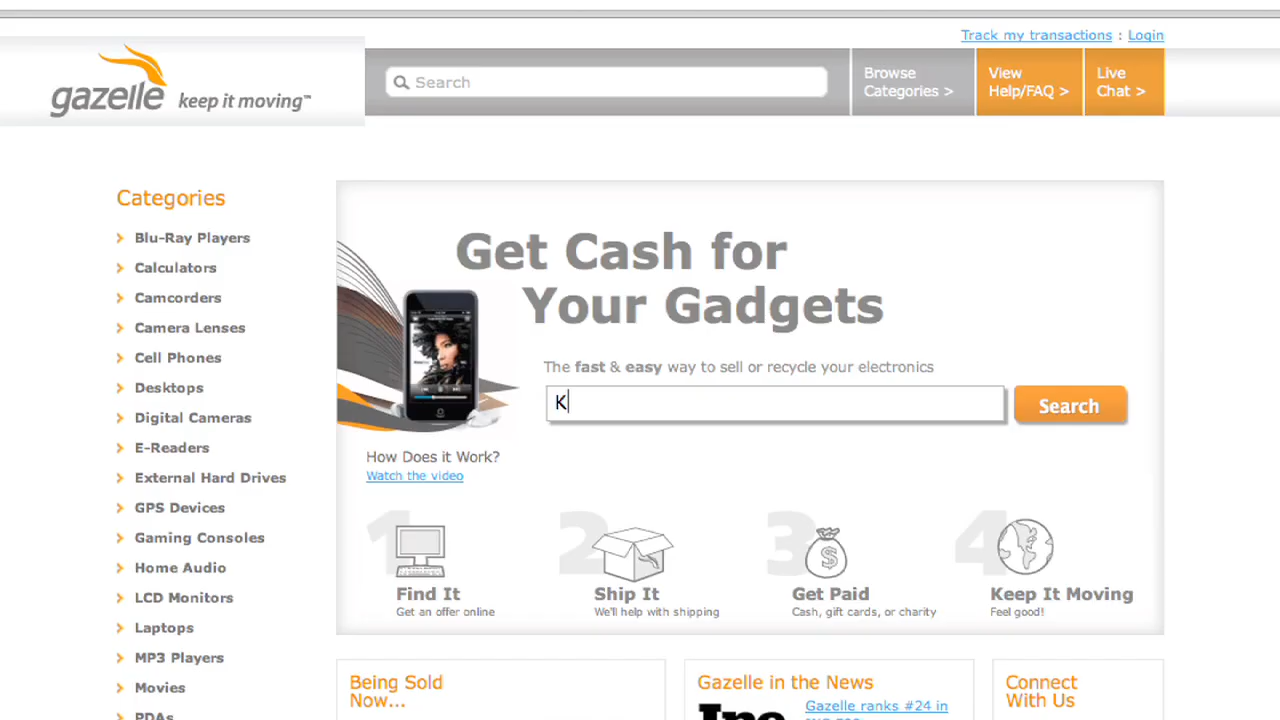 Track my transactions : Login
gazelle keep it moving™
Search
Browse
Categories >
View
Help/FAQ >
Live
Chat >
Categories
Blu-Ray Players
Calculators
Camcorders
Camera Lenses
Cell Phones
Desktops
Digital Cameras
E-Readers
External Hard Drives
GPS Devices
Gaming Consoles
Home Audio
LCD Monitors
Laptops
MP3 Players
Movies
PDAs
Get Cash for
Your Gadgets
The fast & easy way to sell or recycle your electronics
K
Search
How Does it Work?
Watch the video
1
Find It
Get an offer online
2
Ship It
We'll help with shipping
3
$
Get Paid
Cash, gift cards, or charity
4
Keep It Moving
Feel good!
Being Sold
Now...
Gazelle in the News
Gazelle ranks #24 in
Connect
With Us